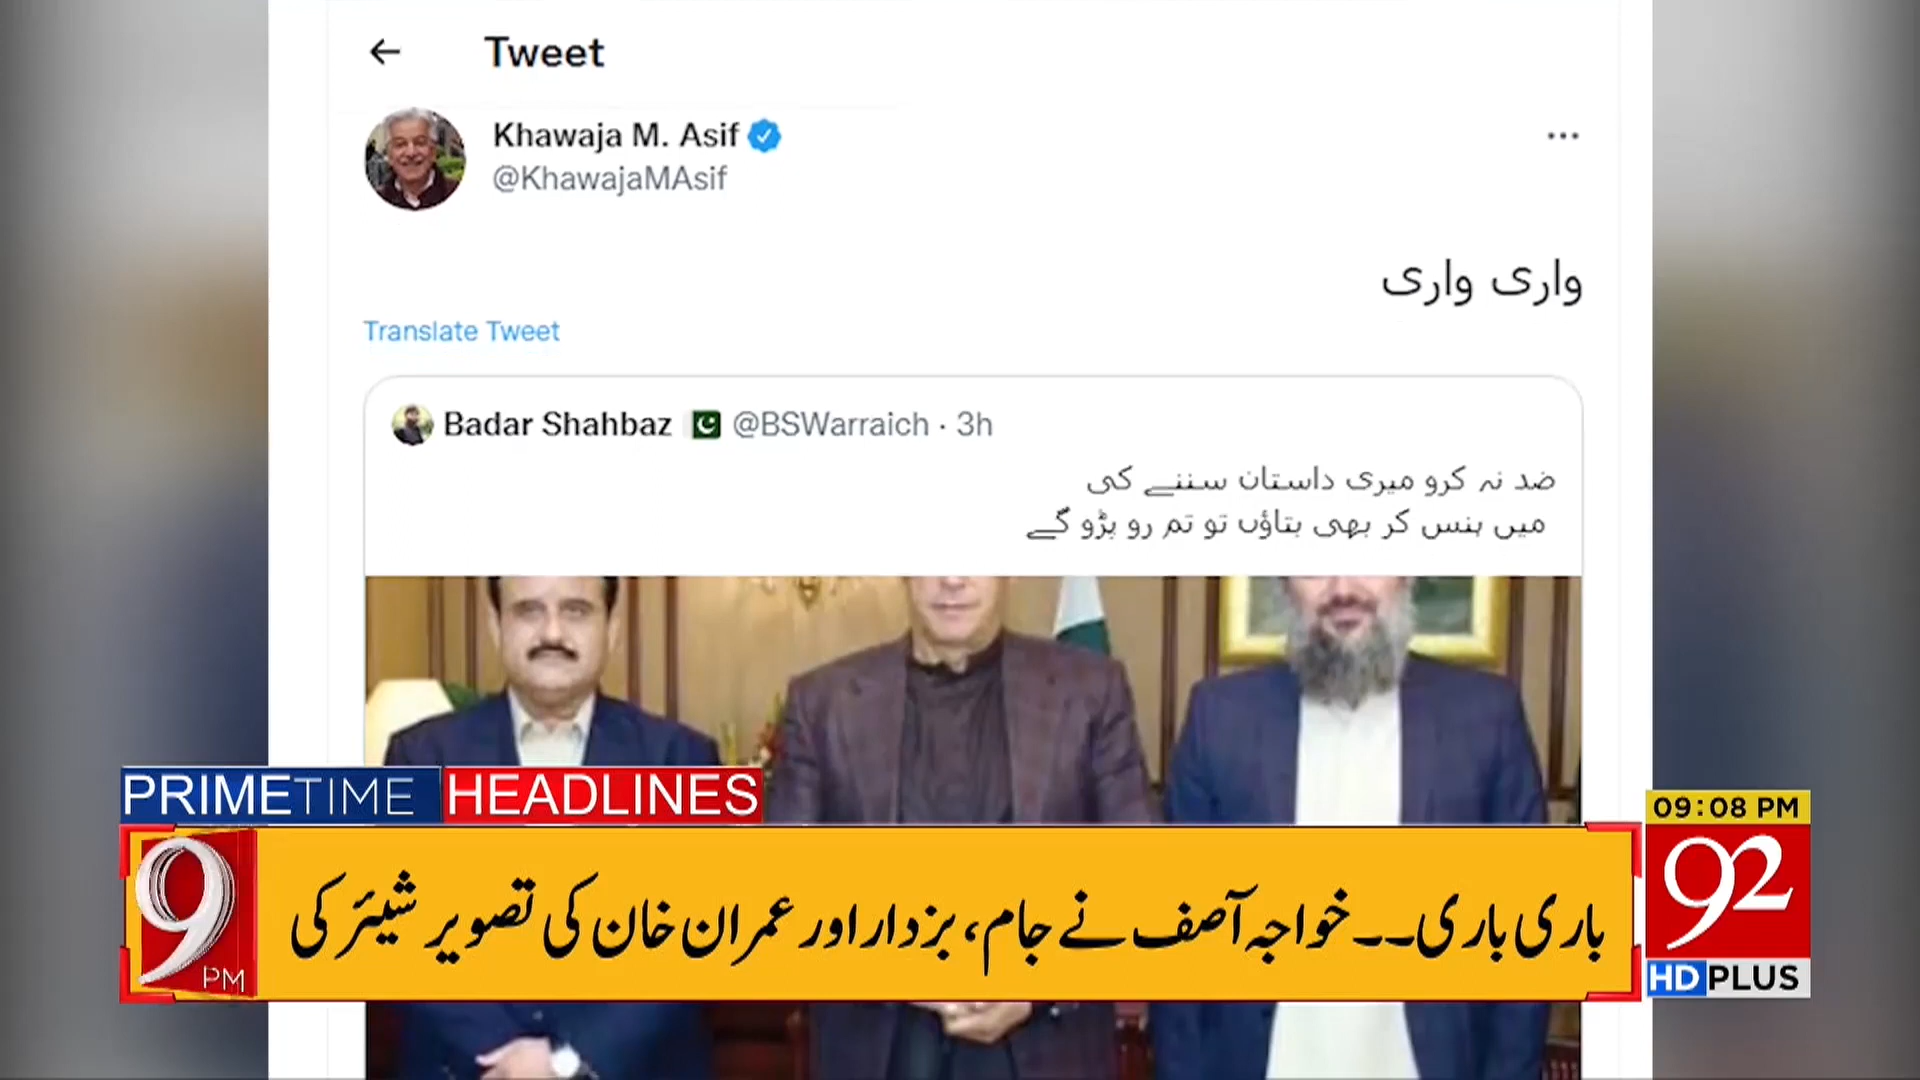 Tweet
Khawaja M. Asif
@KhawajaMAsif
واری واری
Translate Tweet
Badar Shahbaz @BSWarraich · 3h
ضد نہ کرو میری داستان سننے کی
میں ہنس کر بھی بتاؤں تو تم رو پڑو گے
PRIMETIME HEADLINES
09:08 PM
9 PM
باری باری۔۔۔خواجہ آصف نے جام، بزدار اور عمران خان کی تصویر شیئر کی
92
HD PLUS